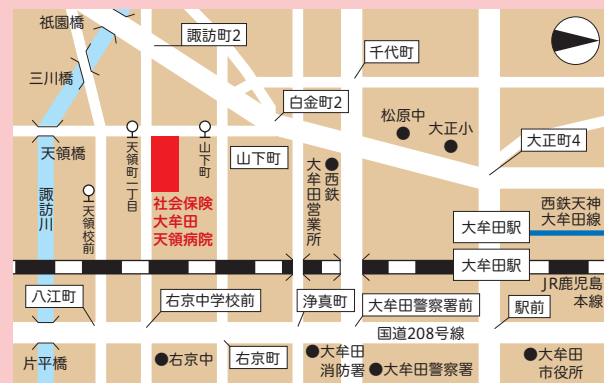 祇園橋
諏訪町2
千代町
三川橋
白金町2
松原中
大正小
大正町4
天領橋
天領町一丁目
山下町
山下町
西鉄
大牟田営業所
諏訪川
天領校前
社会保険
大牟田
天領病院
大牟田駅
西鉄天神
大牟田線
大牟田駅
JR鹿児島
本線
八江町
右京中学校前
浄真町
大牟田警察署前
駅前
国道208号線
片平橋
右京中
右京町
大牟田
消防署
大牟田警察署
大牟田
市役所